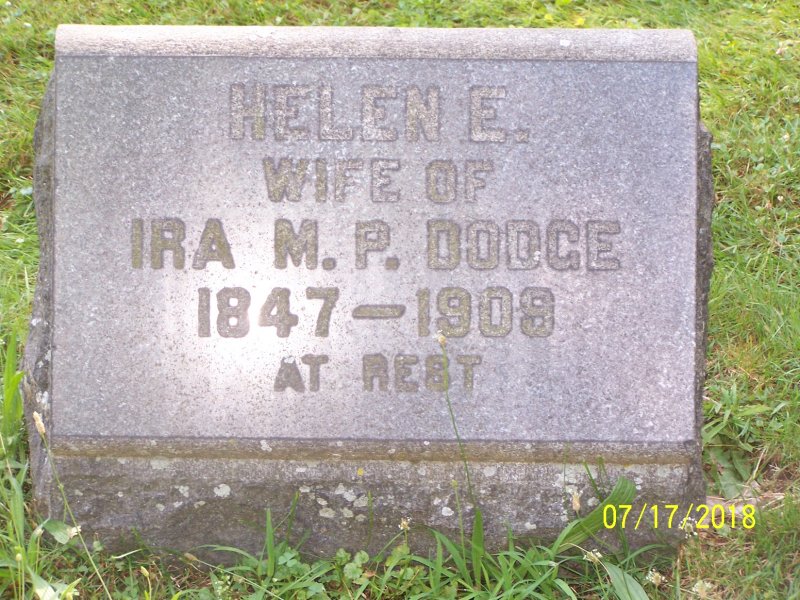 HELEN E.
WIFE OF
IRA M. P. DODGE
1847–1909
AT REST
07/17/2018